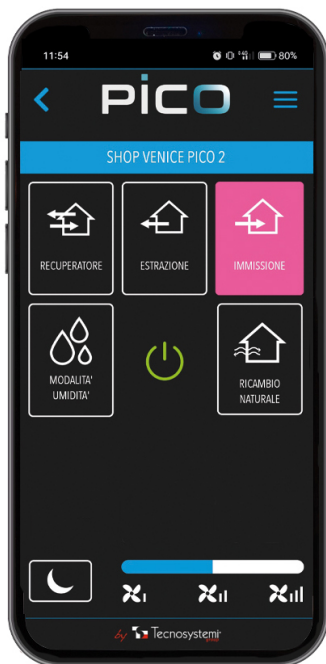 11:54
80%
PICO
SHOP VENICE PICO 2
RECUPERATORE
ESTRAZIONE
IMMISSIONE
MODALITA'
UMIDITA'
RICAMBIO
NATURALE
by Tecnosystemi